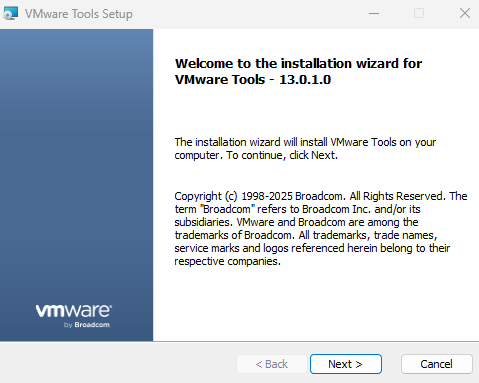 VMware Tools Setup
Welcome to the installation wizard for
VMware Tools - 13.0.1.0
The installation wizard will install VMware Tools on your
computer. To continue, click Next.
Copyright (c) 1998-2025 Broadcom. All Rights Reserved. The
term "Broadcom" refers to Broadcom Inc. and/or its
subsidiaries. VMware and Broadcom are among the
trademarks of Broadcom. All trademarks, trade names,
service marks and logos referenced herein belong to their
respective companies.
vmware®
by Broadcom
< Back
Next >
Cancel